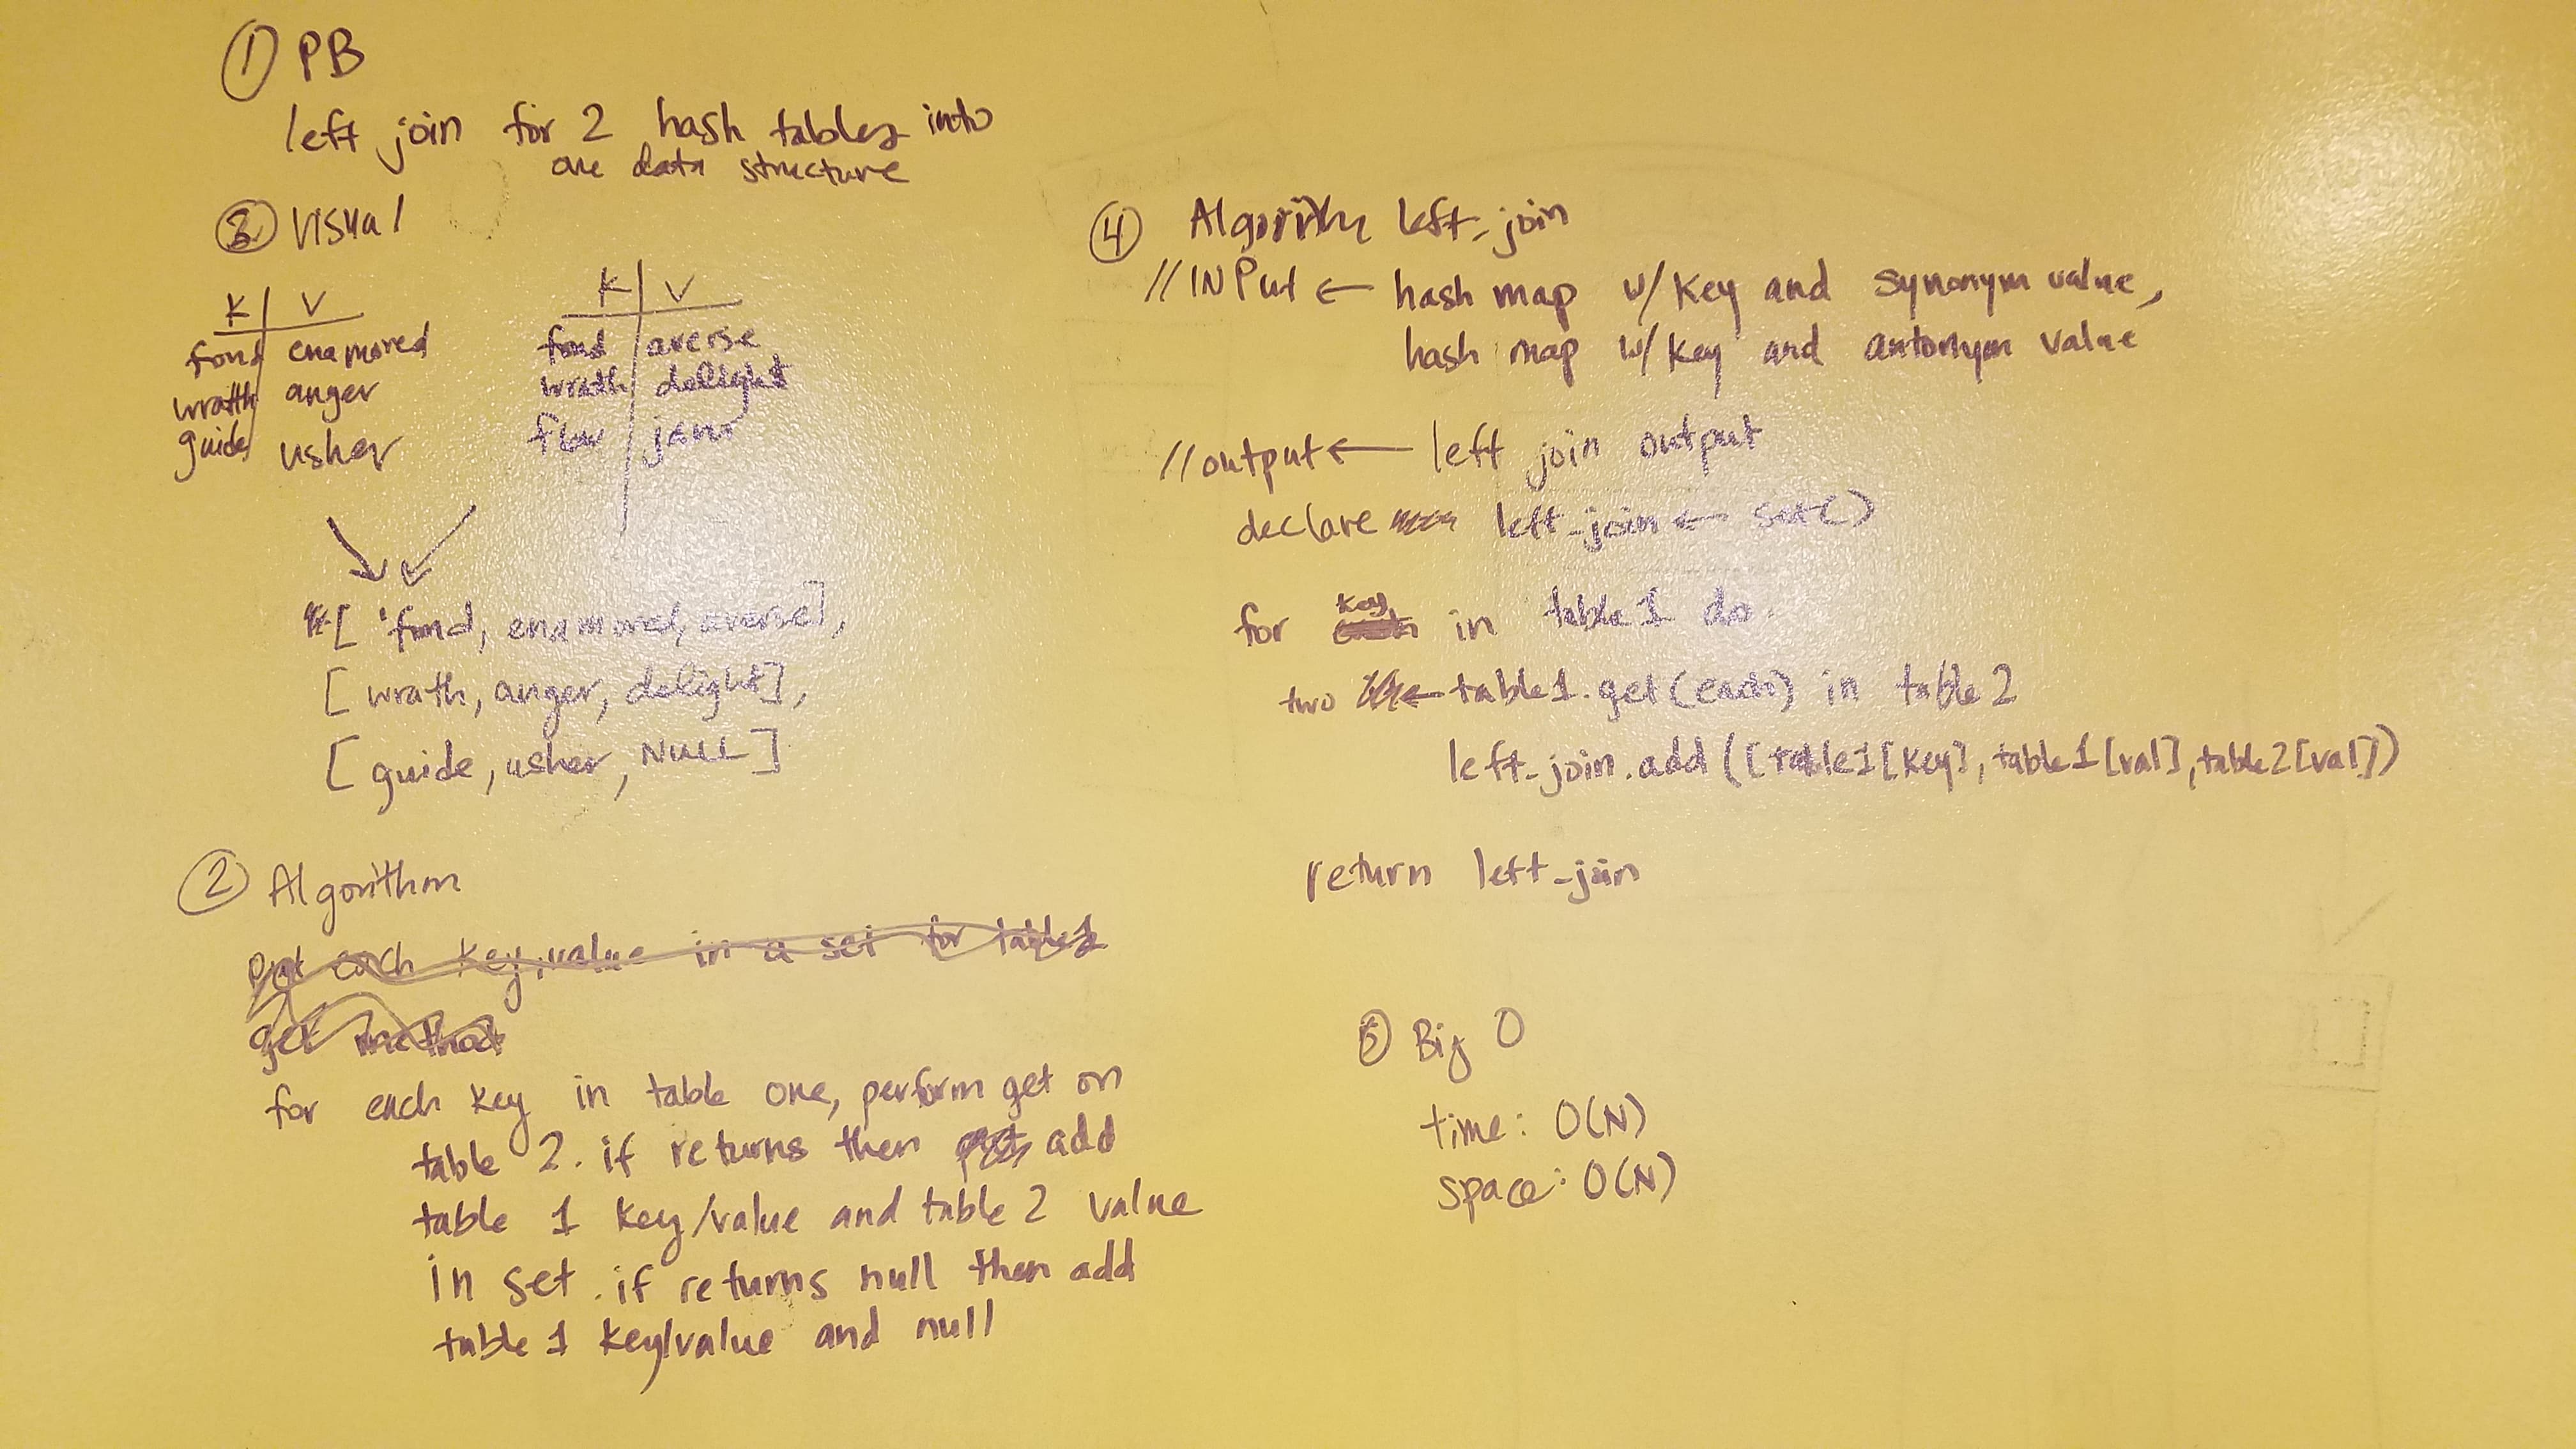 ① PB
left join for 2 hash tables into
one data structure
③ Visual
K | V
fond enamored
wrath anger
guide usher
K | V
fond averse
wrath delight
flow jam
[ 'fond, enamored, averse],
[ wrath, anger, delight],
[ guide, usher, NULL ]
② Algorithm
put each key, value in a set for table 1
get method
for each key in table one, perform get on
table 2. if returns then add
table 1 key/value and table 2 value
in set. if returns null then add
table 1 key/value and null
④ Algorithm left_join
// INPut ← hash map w/ key and synonym value,
hash map w/ key and antonym value
// output ← left join output
declare left_join ← set()
for key in table 1 do.
two ← table1.get(each) in table 2
left_join.add([table1[key], table1[val], table2[val])
return left_join
⑤ Big O
time: O(N)
space: O(N)